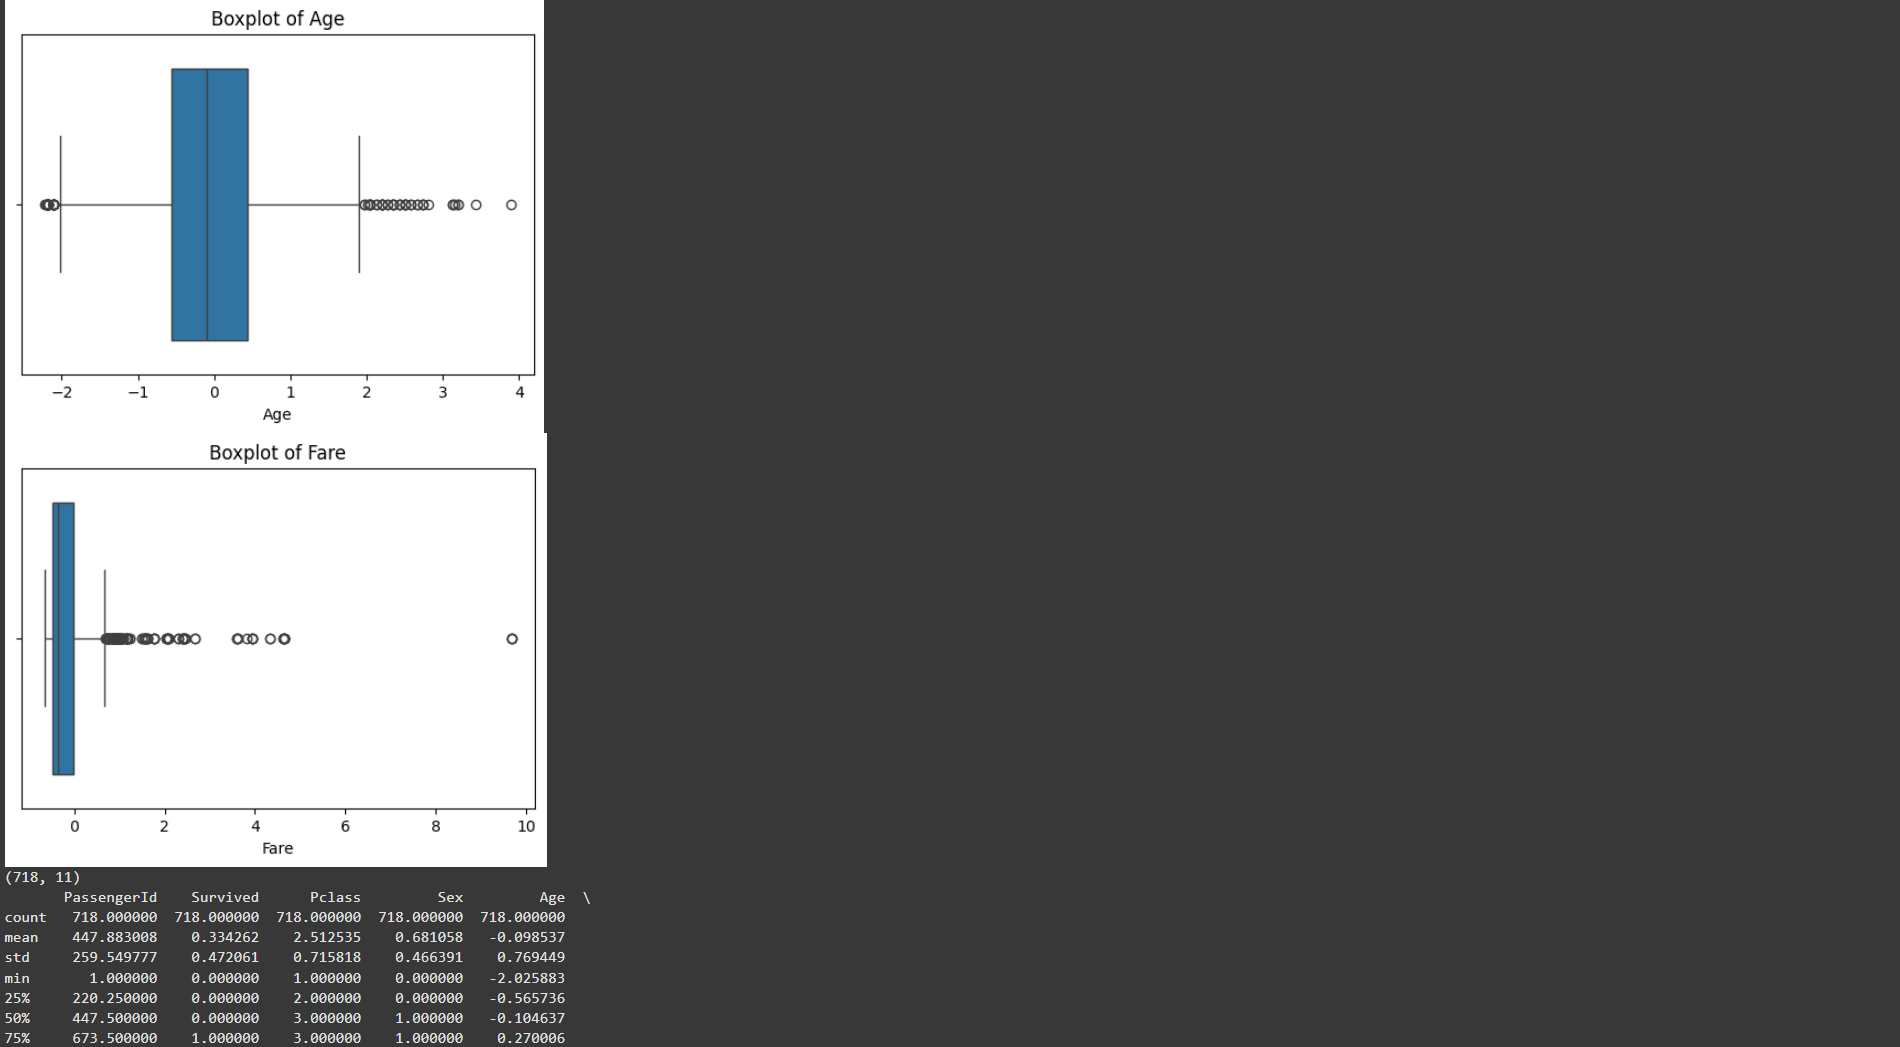 Boxplot of Age
−2 −1 0 1 2 3 4
Age
Boxplot of Fare
0 2 4 6 8 10
Fare
(718, 11)
PassengerId Survived Pclass Sex Age \
count 718.000000 718.000000 718.000000 718.000000 718.000000
mean 447.883008 0.334262 2.512535 0.681058 -0.098537
std 259.549777 0.472061 0.715818 0.466391 0.769449
min 1.000000 0.000000 1.000000 0.000000 -2.025883
25% 220.250000 0.000000 2.000000 0.000000 -0.565736
50% 447.500000 0.000000 3.000000 1.000000 -0.104637
75% 673.500000 1.000000 3.000000 1.000000 0.270006